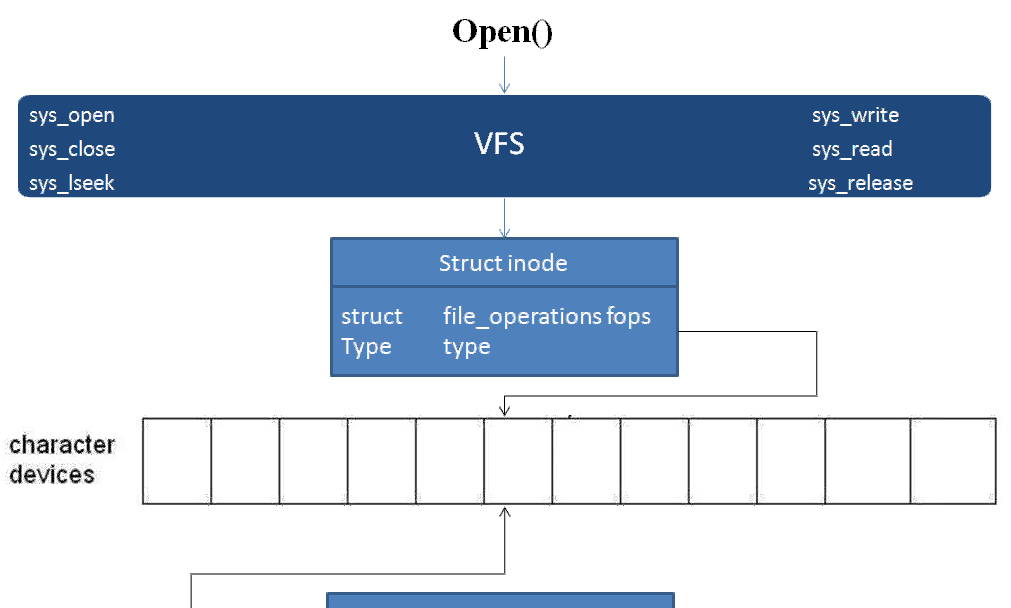 Open()
sys_open
sys_close
sys_lseek
VFS
sys_write
sys_read
sys_release
Struct inode
struct file_operations fops
Type type
character
devices